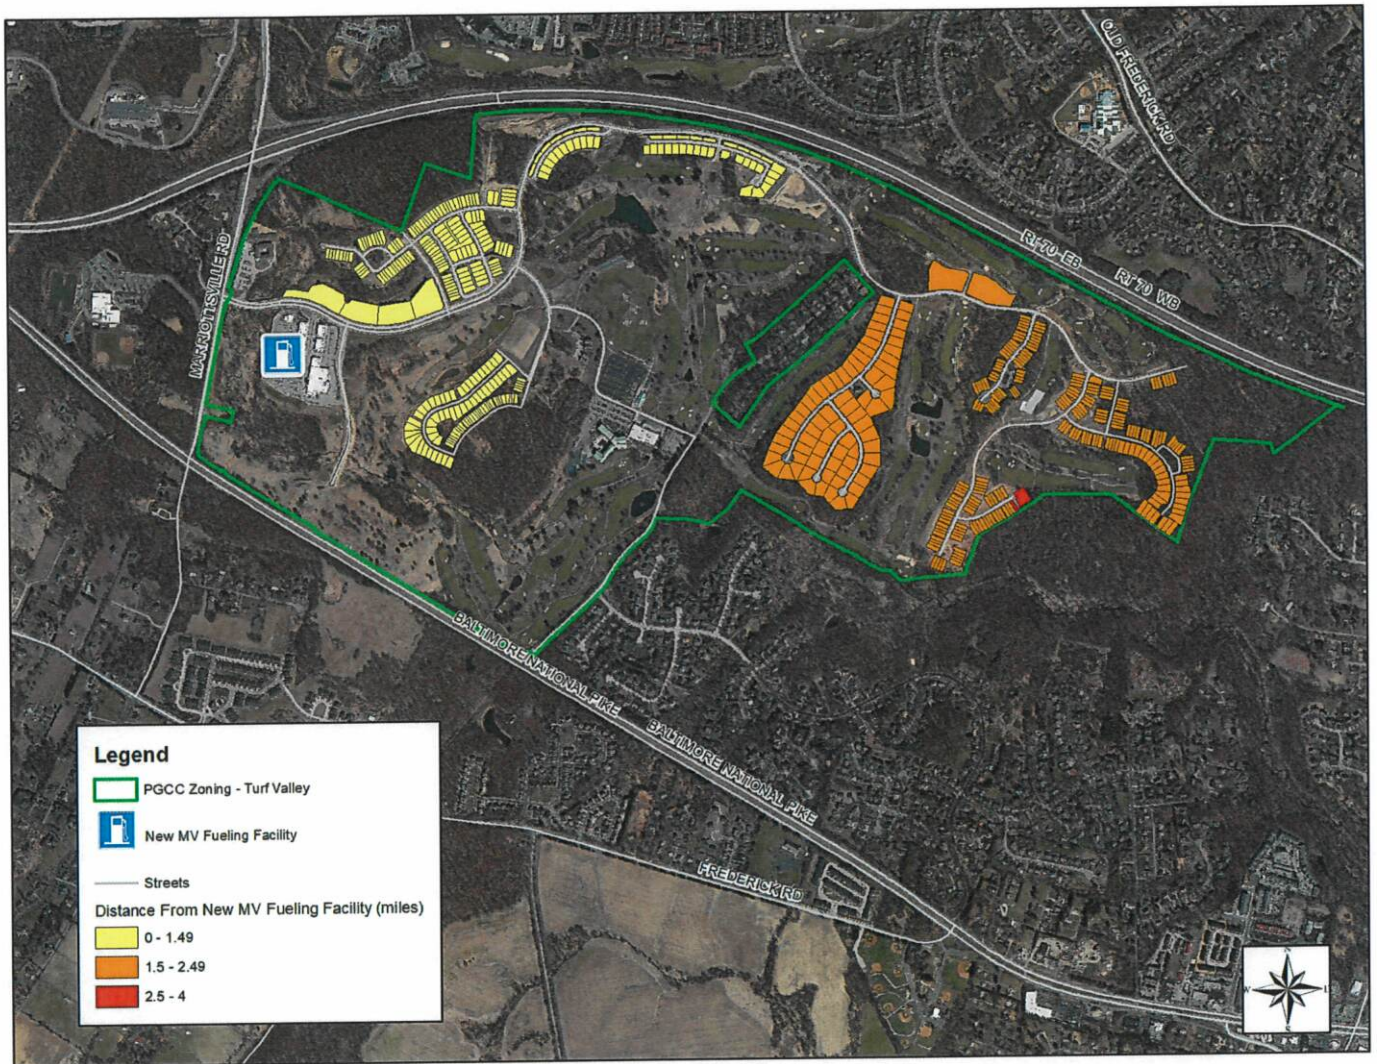 OLD FREDERICK RD
MARRIOTTSVILLE RD
RT 70 EB
RT 70 WB
BALTIMORE NATIONAL PIKE
BALTIMORE NATIONAL PIKE
FREDERICK RD
Legend
PGCC Zoning - Turf Valley
New MV Fueling Facility
Streets
Distance From New MV Fueling Facility (miles)
0 - 1.49
1.5 - 2.49
2.5 - 4